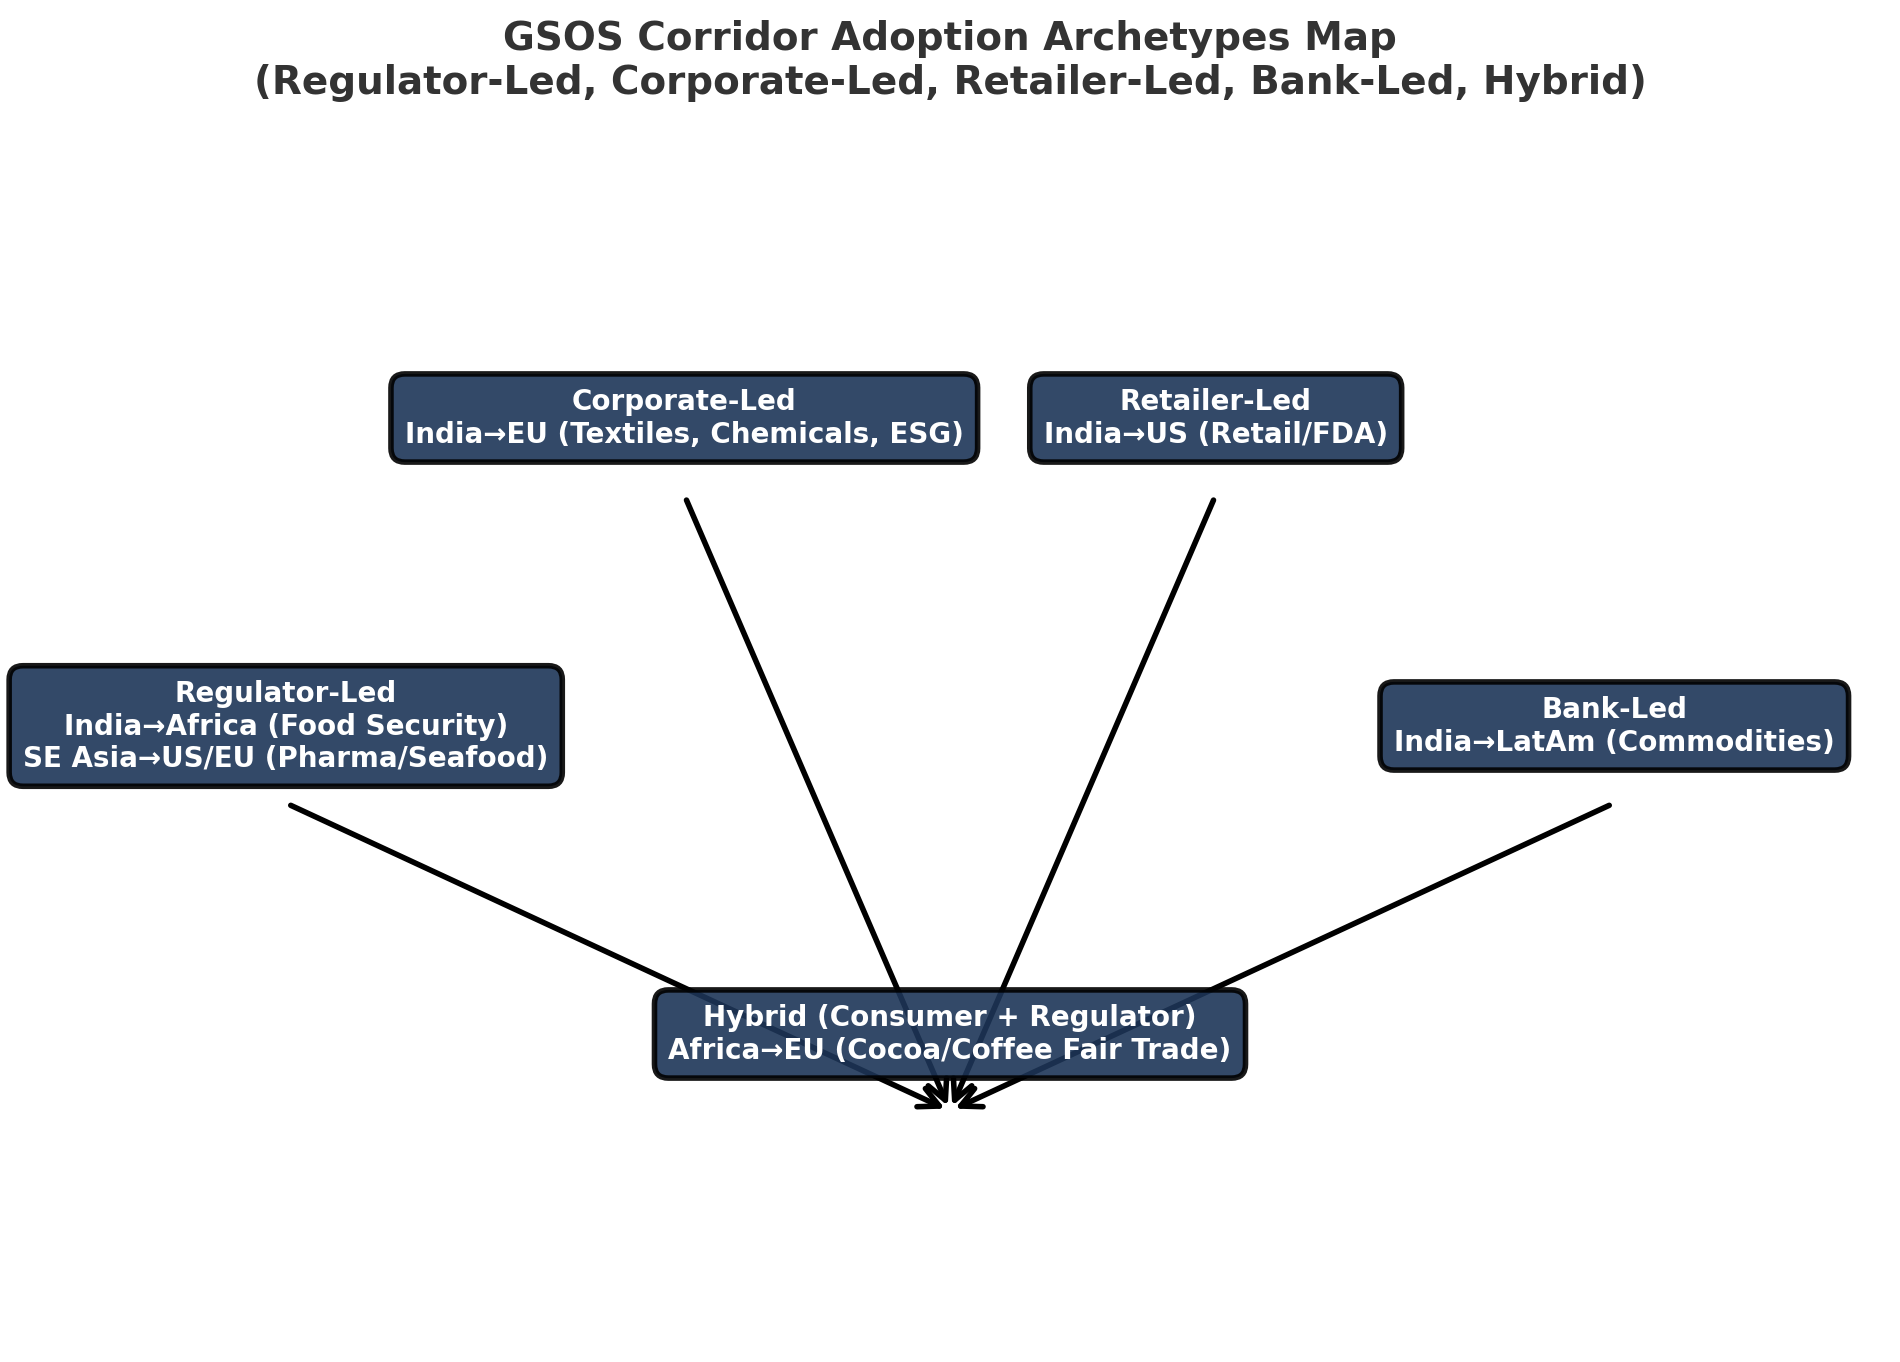 GSOS Corridor Adoption Archetypes Map
(Regulator-Led, Corporate-Led, Retailer-Led, Bank-Led, Hybrid)
Corporate-Led
India→EU (Textiles, Chemicals, ESG)
Retailer-Led
India→US (Retail/FDA)
Regulator-Led
India→Africa (Food Security)
SE Asia→US/EU (Pharma/Seafood)
Bank-Led
India→LatAm (Commodities)
Hybrid (Consumer + Regulator)
Africa→EU (Cocoa/Coffee Fair Trade)